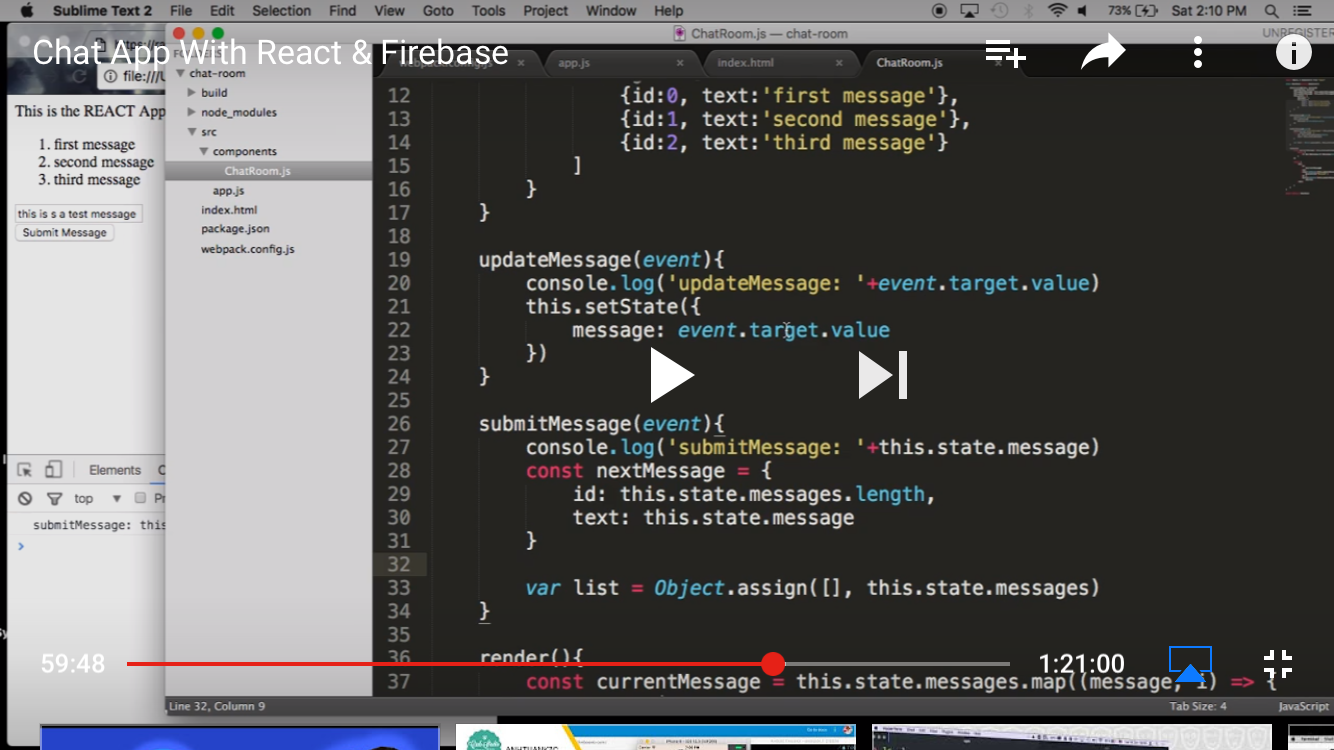 Sublime Text 2 File Edit Selection Find View Goto Tools Project Window Help 73% Sat 2:10 PM
ChatRoom.js — chat-room
Chat App With React & Firebase
app.js × index.html × ChatRoom.js
file:///U
This is the REACT App
1. first message
2. second message
3. third message
this is s a test message
Submit Message
Elements
top
submitMessage: this
chat-room
build
node_modules
src
components
ChatRoom.js
app.js
index.html
package.json
webpack.config.js
12 {id:0, text:'first message'},
13 {id:1, text:'second message'},
14 {id:2, text:'third message'}
15 ]
16 }
17 }
18
19 updateMessage(event){
20 console.log('updateMessage: '+event.target.value)
21 this.setState({
22 message: event.target.value
23 })
24 }
25
26 submitMessage(event){
27 console.log('submitMessage: '+this.state.message)
28 const nextMessage = {
29 id: this.state.messages.length,
30 text: this.state.message
31 }
32
33 var list = Object.assign([], this.state.messages)
34 }
35
36 render(){
37 const currentMessage = this.state.messages.map((message, i) => {
59:48
1:21:00
Line 32, Column 9
Tab Size: 4
JavaScript